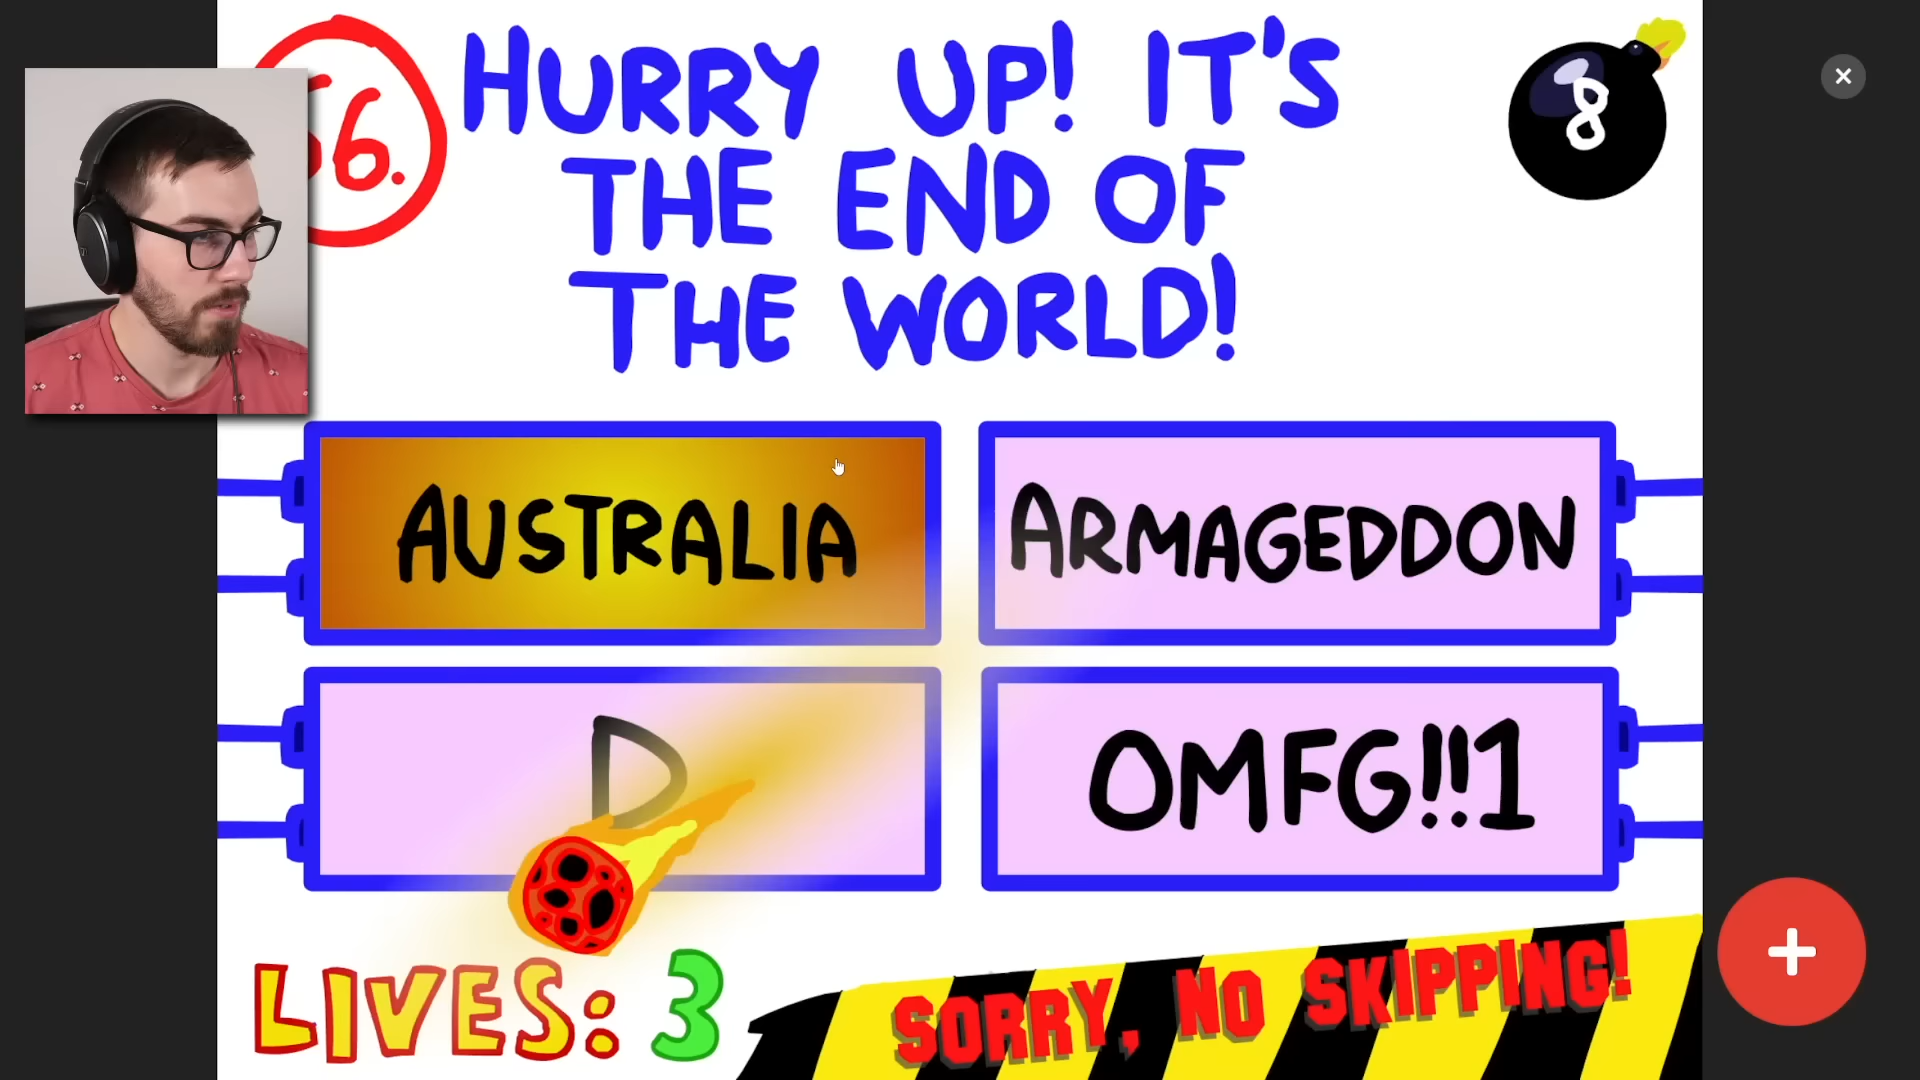 56.
HURRY UP! IT'S
THE END OF
THE WORLD!
8
AUSTRALIA
ARMAGEDDON
D
OMFG!!1
LIVES: 3
SORRY, NO SKIPPING!